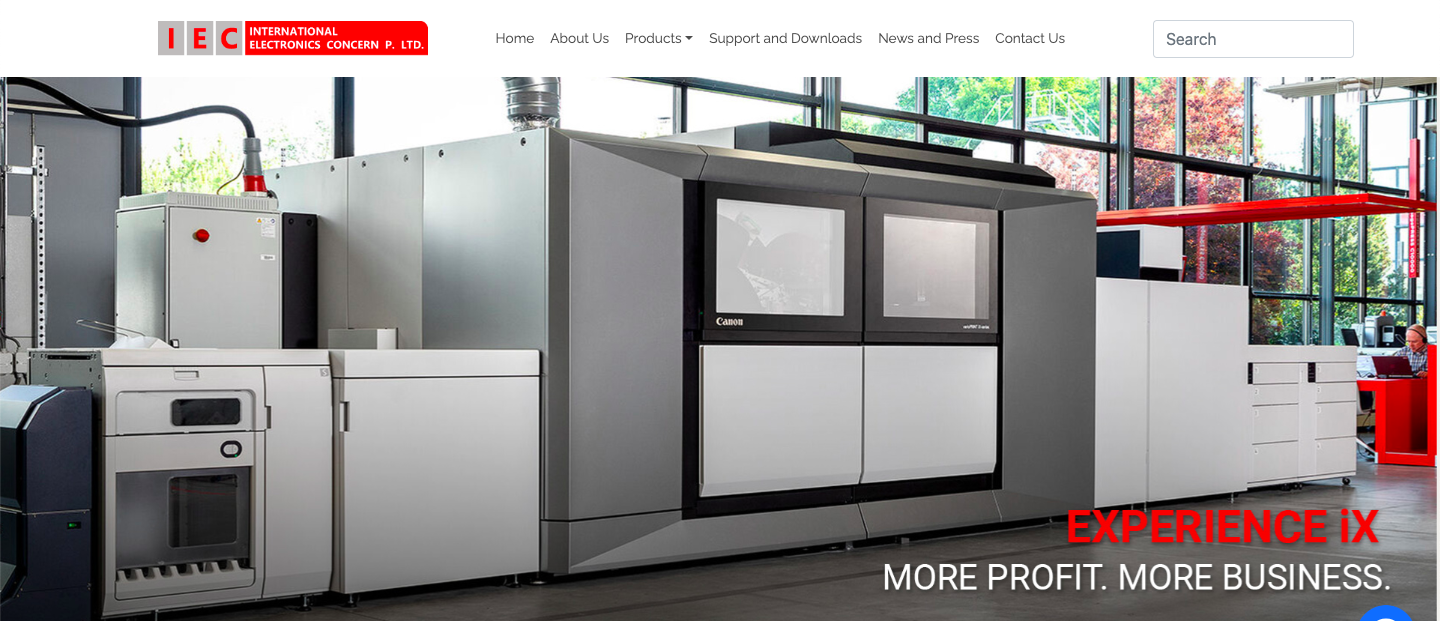 IEC INTERNATIONAL
ELECTRONICS CONCERN P. LTD.
Home About Us Products Support and Downloads News and Press Contact Us
Search
Canon
EXPERIENCE iX
MORE PROFIT. MORE BUSINESS.